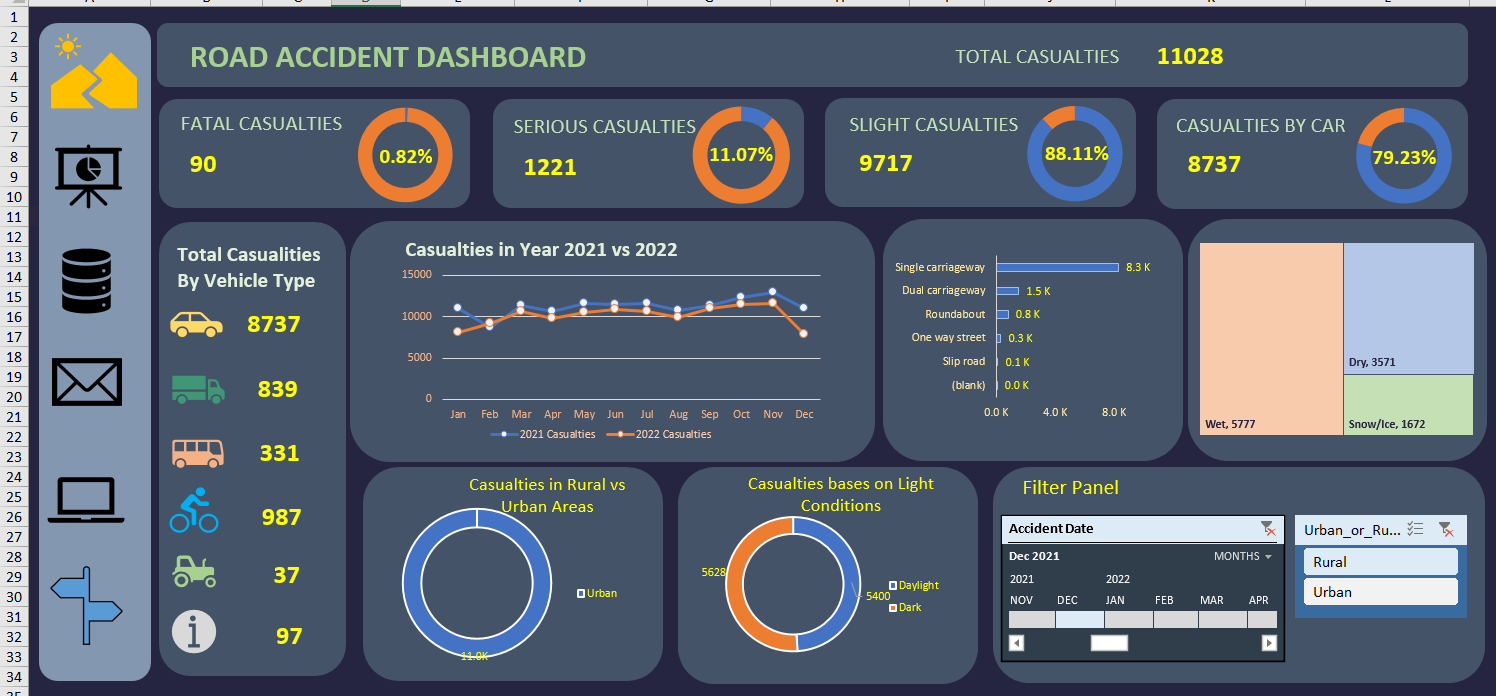 1
2
3
4
5
6
7
8
9
10
11
12
13
14
15
16
17
18
19
20
21
22
23
24
25
26
27
28
29
30
31
32
33
34
ROAD ACCIDENT DASHBOARD
TOTAL CASUALTIES 11028
FATAL CASUALTIES
90
0.82%
SERIOUS CASUALTIES
1221
11.07%
SLIGHT CASUALTIES
9717
88.11%
CASUALTIES BY CAR
8737
79.23%
Total Casualities
By Vehicle Type
8737
839
331
987
37
97
Casualties in Year 2021 vs 2022
15000
10000
5000
0
Jan Feb Mar Apr May Jun Jul Aug Sep Oct Nov Dec
2021 Casualties 2022 Casualties
Single carriageway 8.3 K
Dual carriageway 1.5 K
Roundabout 0.8 K
One way street 0.3 K
Slip road 0.1 K
(blank) 0.0 K
0.0 K 4.0 K 8.0 K
Wet, 5777
Dry, 3571
Snow/Ice, 1672
Casualties in Rural vs
Urban Areas
Urban
11.0K
Casualties bases on Light
Conditions
5628
5400
Daylight
Dark
Filter Panel
Accident Date
Dec 2021 MONTHS
2021 2022
NOV DEC JAN FEB MAR APR
Urban_or_Ru...
Rural
Urban